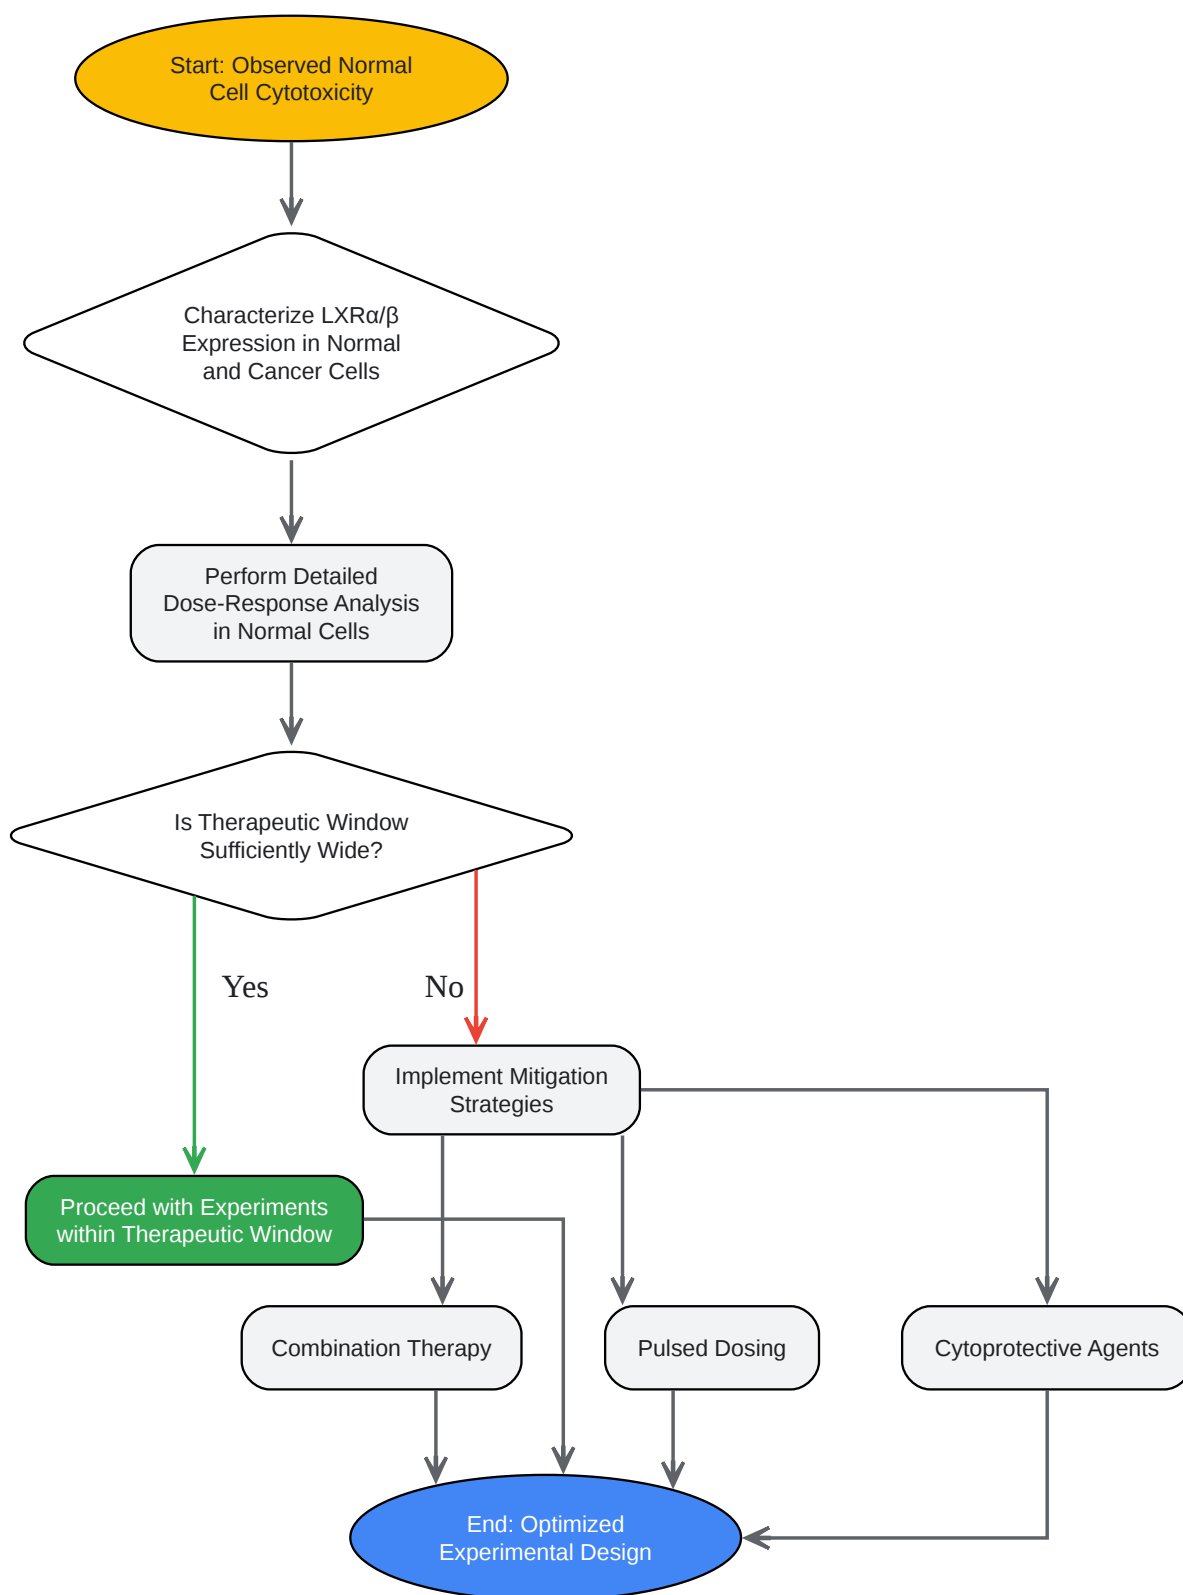 Start: Observed Normal
Cell Cytotoxicity
Characterize LXRα/β
Expression in Normal
and Cancer Cells
Perform Detailed
Dose-Response Analysis
in Normal Cells
Is Therapeutic Window
Sufficiently Wide?
Yes
No
Implement Mitigation
Strategies
Proceed with Experiments
within Therapeutic Window
Combination Therapy
Pulsed Dosing
Cytoprotective Agents
End: Optimized
Experimental Design